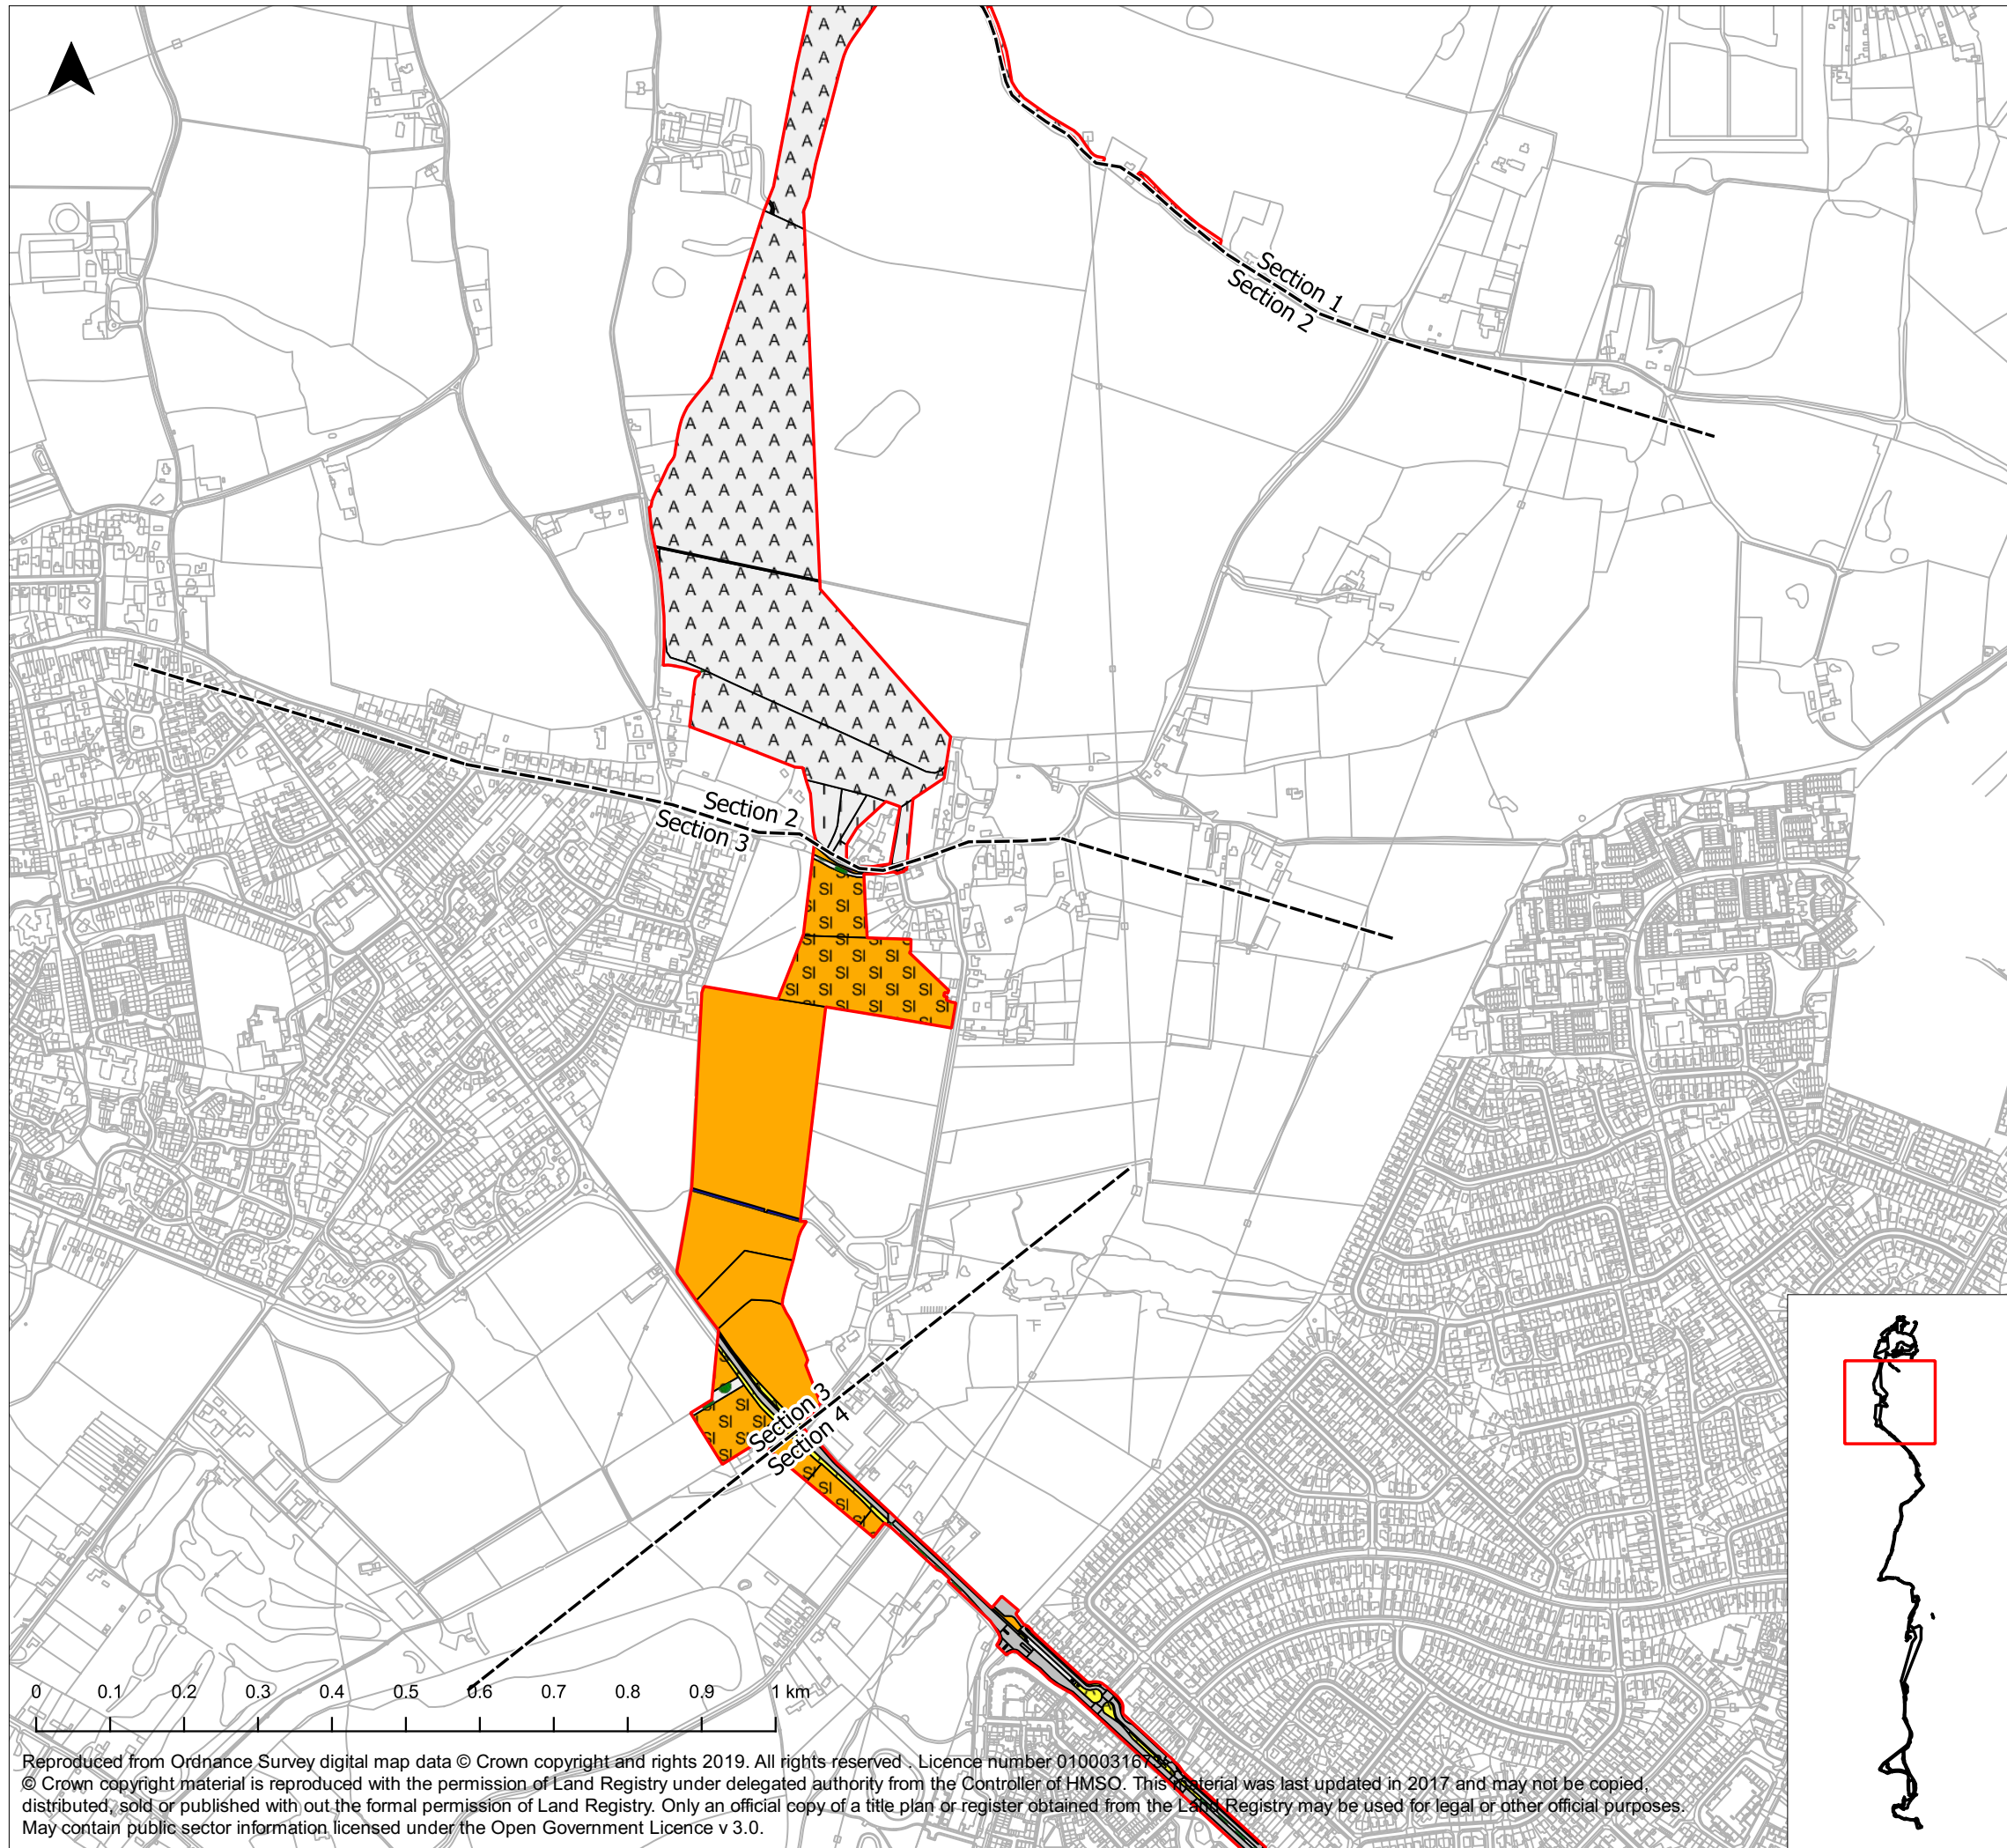 Section 1
Section 2
Section 2
Section 3
Section 3
Section 4
A
I
SI
0 0.1 0.2 0.3 0.4 0.5 0.6 0.7 0.8 0.9 1 km
Reproduced from Ordnance Survey digital map data © Crown copyright and rights 2019. All rights reserved . Licence number
© Crown copyright material is reproduced with the permission of Land Registry under delegated authority from the Controller of HMSO. This material was last updated in 2017 and may not be copied,
distributed, sold or published with out the formal permission of Land Registry. Only an official copy of a title plan or register obtained from the Land Registry may be used for legal or other official purposes.
May contain public sector information licensed under the Open Government Licence v 3.0.